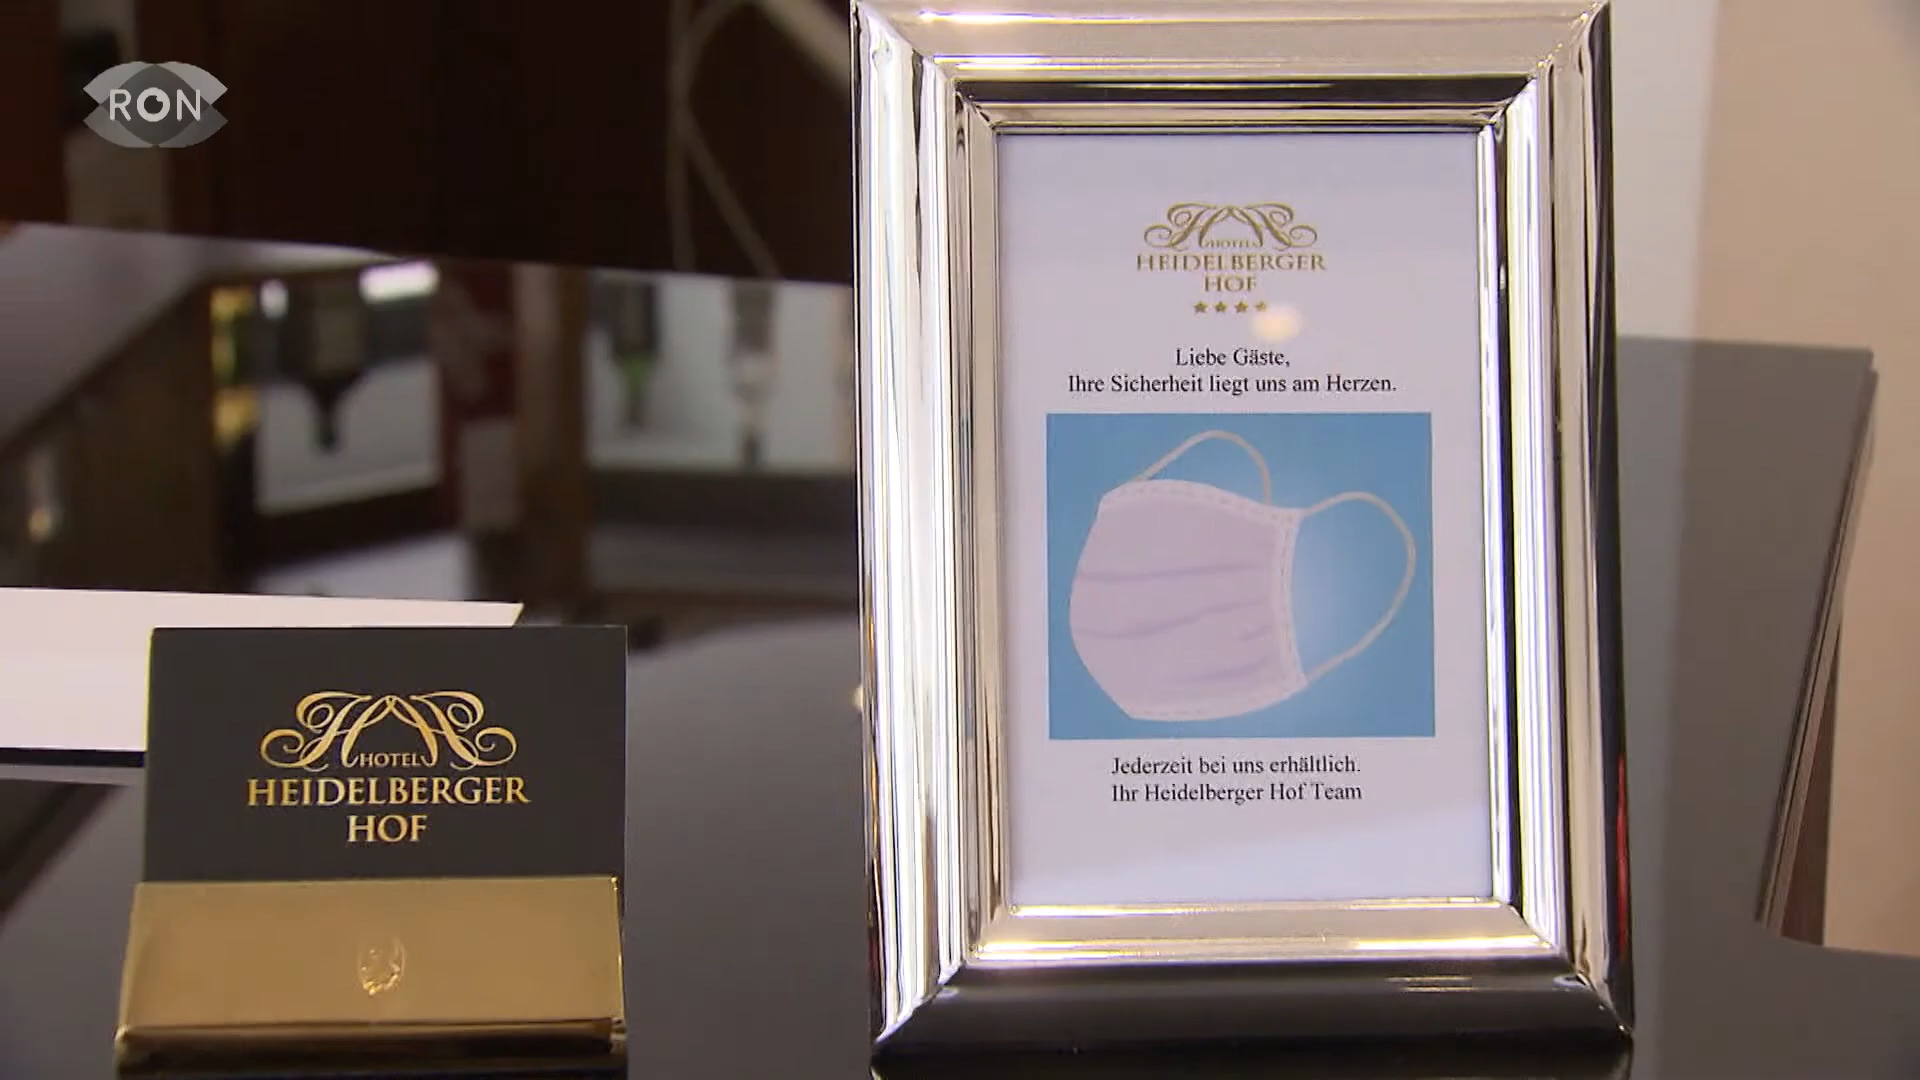 RON
HOTEL
HEIDELBERGER
HOF
Liebe Gäste,
Ihre Sicherheit liegt uns am Herzen.
Jederzeit bei uns erhältlich.
Ihr Heidelberger Hof Team
HOTEL
HEIDELBERGER
HOF